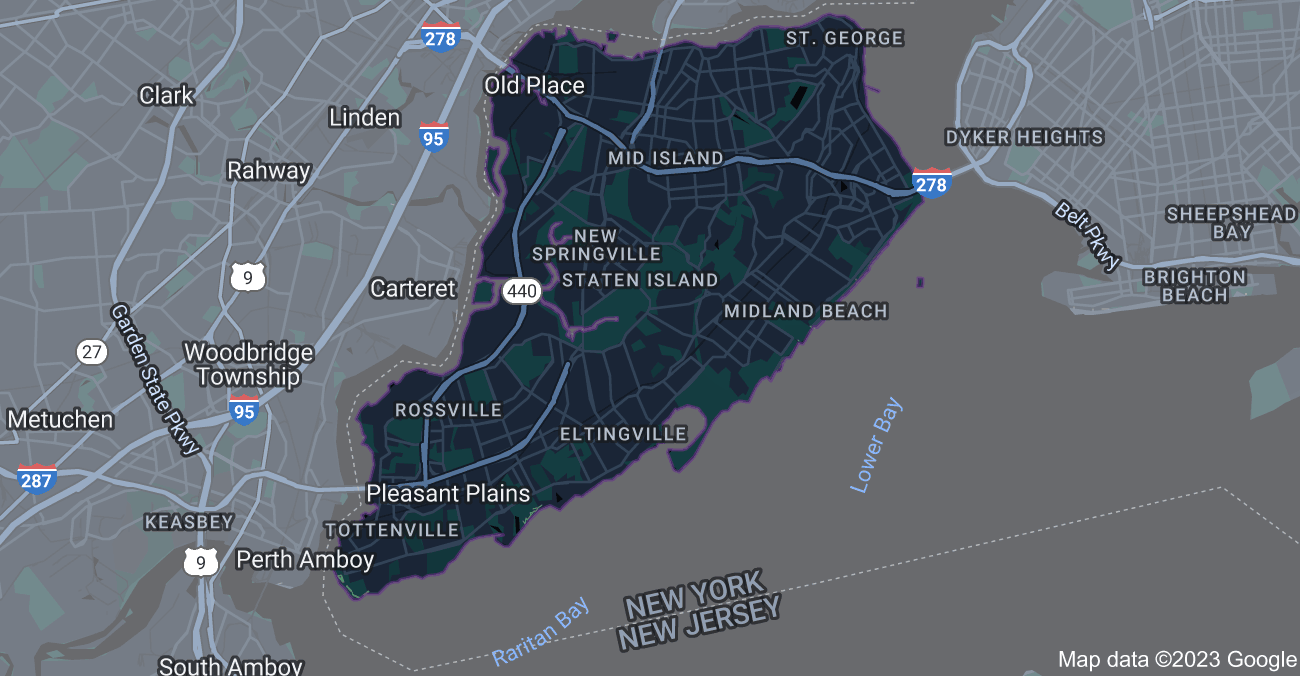 278
ST. GEORGE
Old Place
Clark
Linden
95
DYKER HEIGHTS
MID ISLAND
Rahway
278
Belt Pkwy
SHEEPSHEAD
BAY
NEW
SPRINGVILLE
STATEN ISLAND
9
Carteret
440
BRIGHTON
BEACH
MIDLAND BEACH
Garden State Pkwy
27
Woodbridge
Township
95
Metuchen
ROSSVILLE
ELTINGVILLE
Lower Bay
287
Pleasant Plains
KEASBEY
TOTTENVILLE
9
Perth Amboy
NEW YORK
NEW JERSEY
Raritan Bay
South Amboy
Map data ©2023 Google